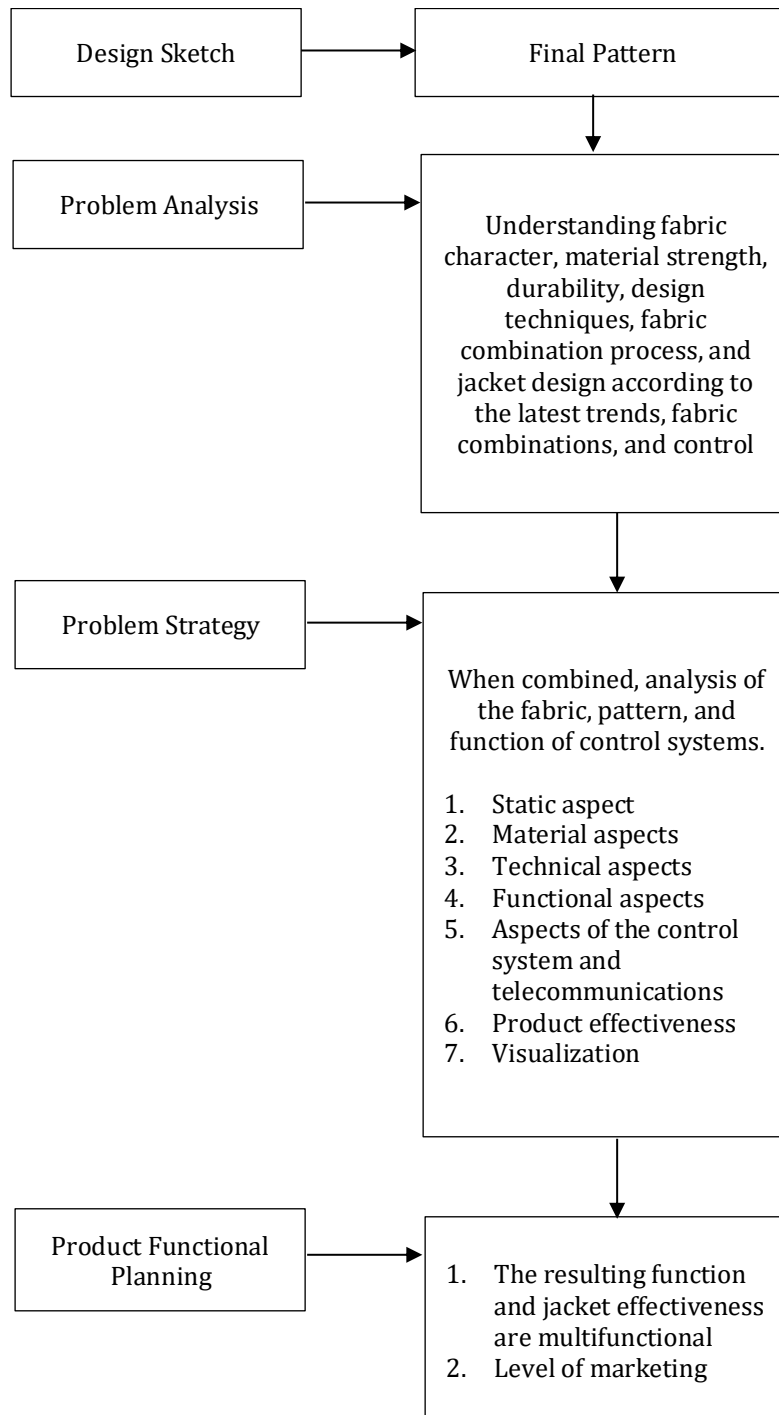 Design Sketch
Final Pattern
Problem Analysis
Understanding fabric
character, material strength,
durability, design
techniques, fabric
combination process, and
jacket design according to
the latest trends, fabric
combinations, and control
Problem Strategy
When combined, analysis of
the fabric, pattern, and
function of control systems.
1. Static aspect
2. Material aspects
3. Technical aspects
4. Functional aspects
5. Aspects of the control
system and
telecommunications
6. Product effectiveness
7. Visualization
Product Functional
Planning
1. The resulting function
and jacket effectiveness
are multifunctional
2. Level of marketing